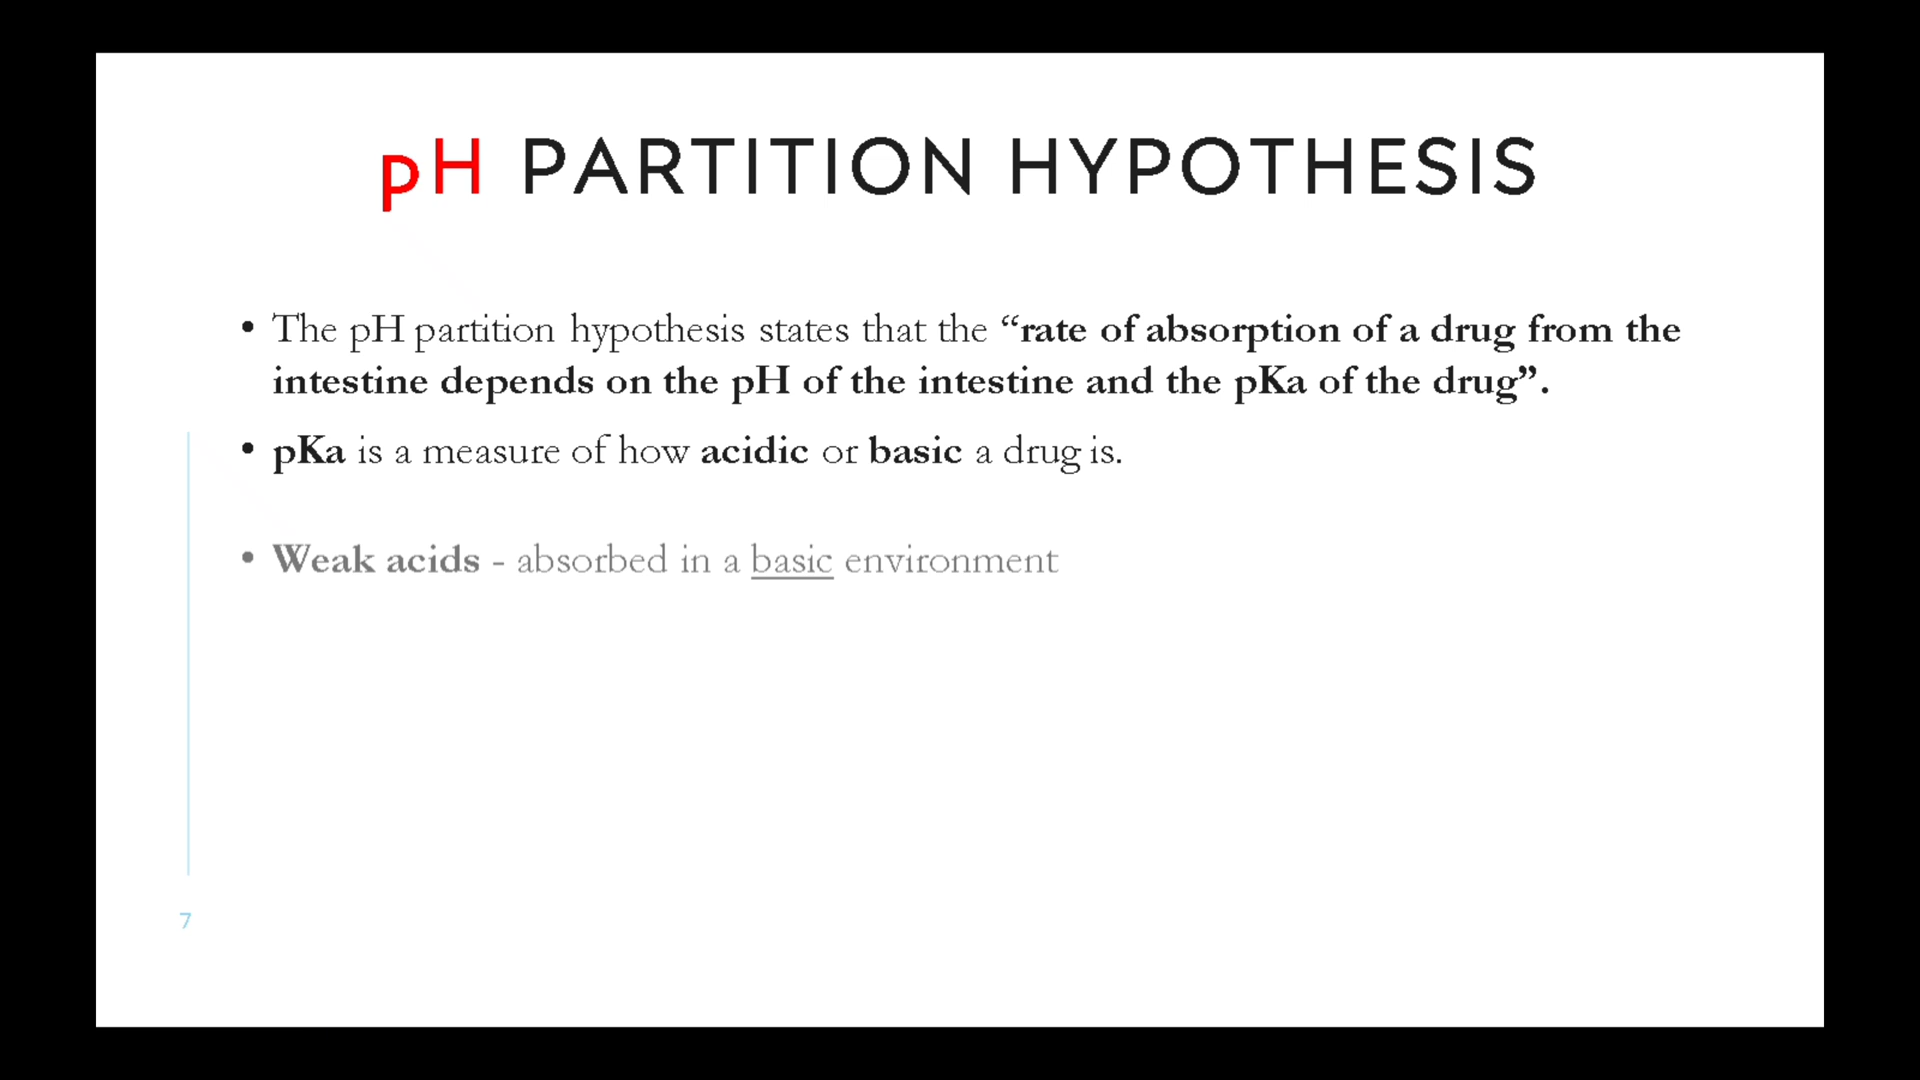 pH PARTITION HYPOTHESIS
• The pH partition hypothesis states that the “rate of absorption of a drug from the
intestine depends on the pH of the intestine and the pKa of the drug”.
• pKa is a measure of how acidic or basic a drug is.
• Weak acids - absorbed in a basic environment
7